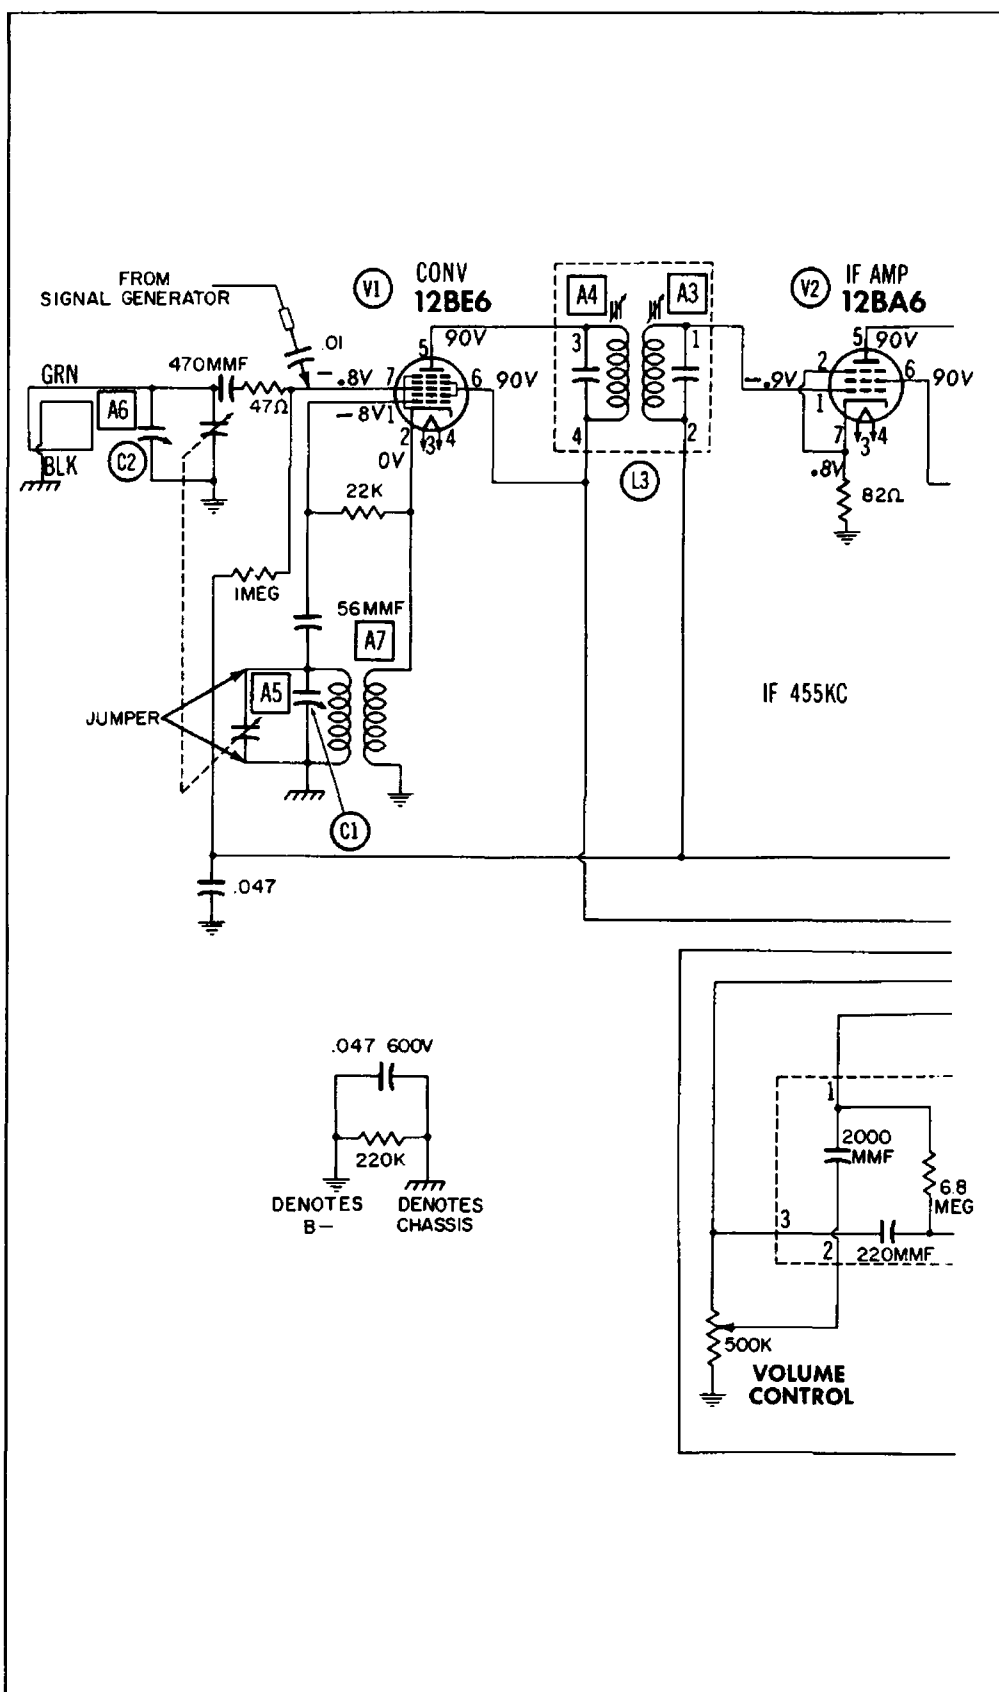 FROM
SIGNAL GENERATOR
V1
CONV
12BE6
A4
A3
V2
IF AMP
12BA6
.01
5
90V
3
1
5
90V
470MMF
-.8V
7
6
90V
2
6
90V
GRN
A6
47Ω
-8V
1
-.9V
1
BLK
C2
2
3
4
0V
4
2
7
3
4
L3
.8V
82Ω
22K
1MEG
56MMF
A7
A5
JUMPER
IF 455KC
C1
.047
.047 600V
220K
DENOTES
B-
DENOTES
CHASSIS
1
2000
MMF
6.8
MEG
3
2
220MMF
500K
VOLUME
CONTROL